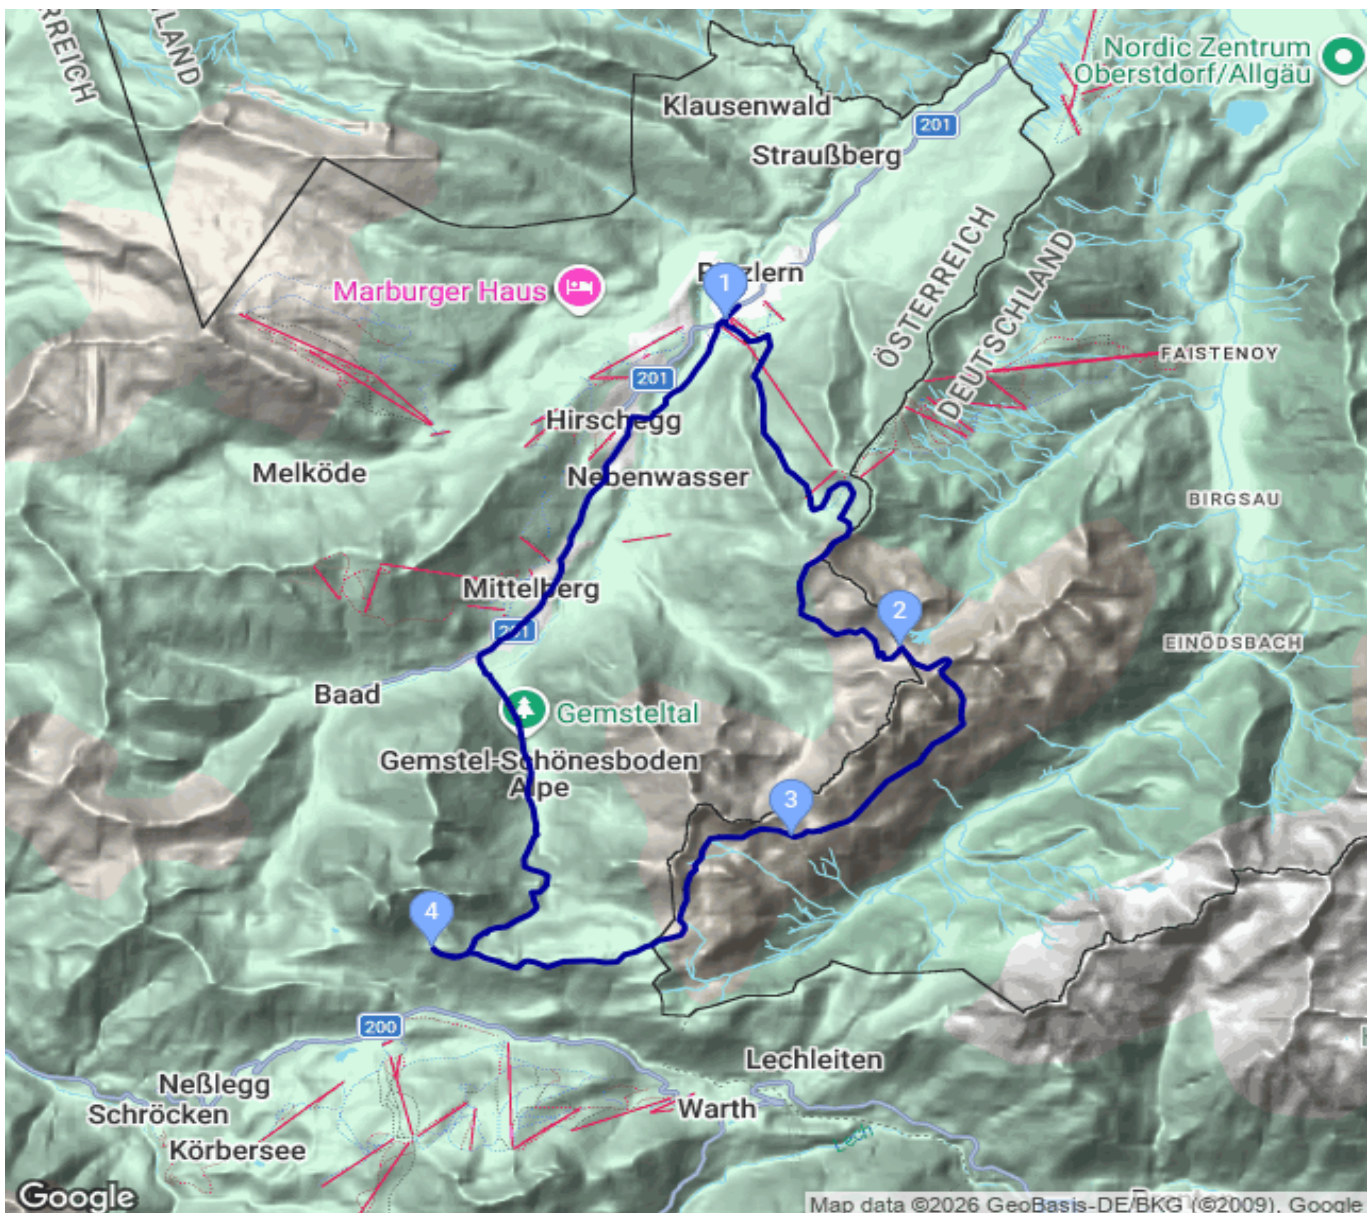 RREICH
LAND
Nordic Zentrum
Oberstdorf/Allgäu
Klausenwald
201
Straußberg
ÖSTERREICH
DEUTSCHLAND
1
Marburger Haus
FAISTENOY
201
Hirschegg
Melköde
Nebenwasser
BIRGSAU
Mittelberg
2
201
EINÖDSBACH
Baad
Gemsteltal
Gemstel-Schönesboden
Alpe
3
4
200
Lechleiten
Neßlegg
Schröcken
Warth
Körbersee
Lech
Google
Map data ©2026 GeoBasis-DE/BKG (©2009), Google